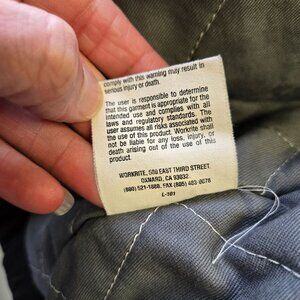 comply with this warning may result in
serious injury or death.
The user is responsible to determine
that this garment is appropriate for the
intended use and complies with all
laws and regulatory standards. The
user assumes all risks associated with
the use of this product. Workrite shall
not be liable for any loss, injury, or
death arising out of the use of this
product.
WORKRITE, 500 EAST THIRD STREET,
OXNARD, CA 93032
(800) 521-1888, FAX (805) 483-0678
L-301